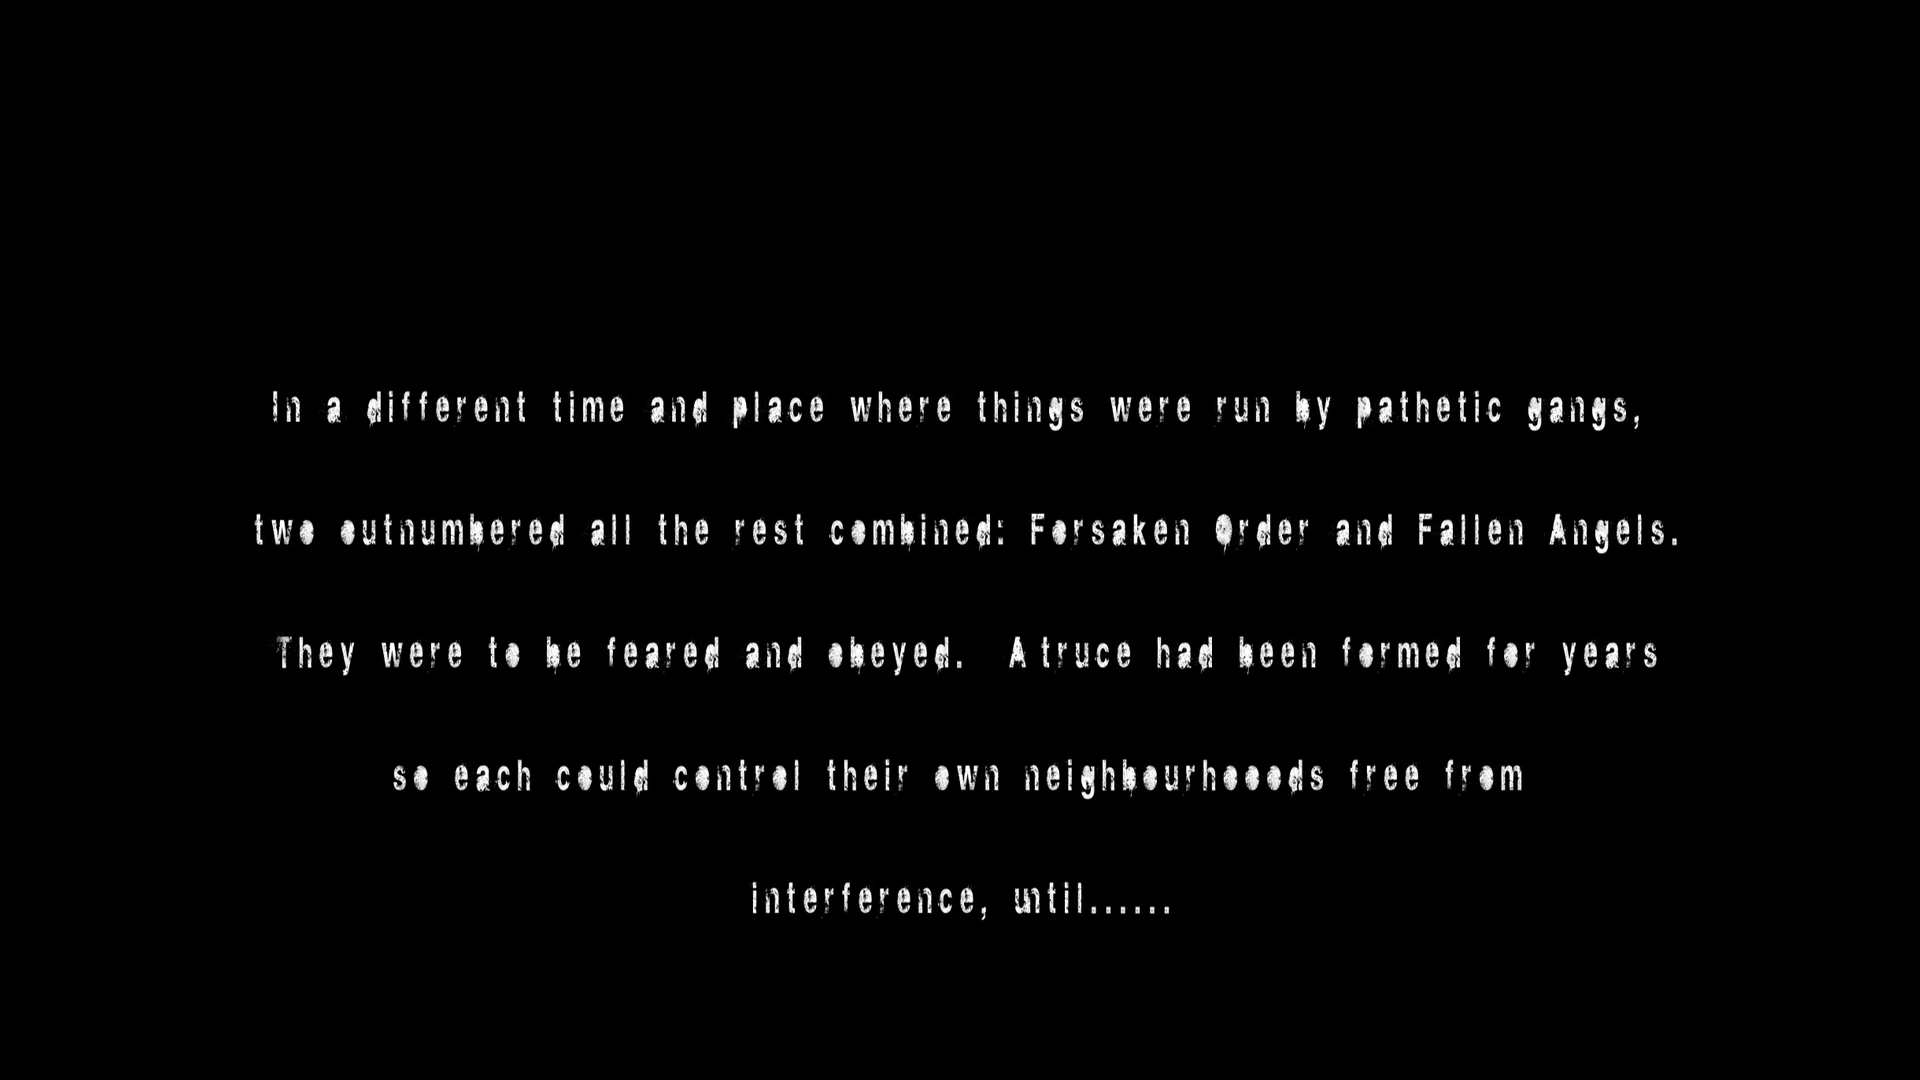 In a different time and place where things were run by pathetic gangs,
two outnumbered all the rest combined: Forsaken Order and Fallen Angels.
They were to be feared and obeyed.  A truce had been formed for years
so each could control their own neighbourhooods free from
interference, until......